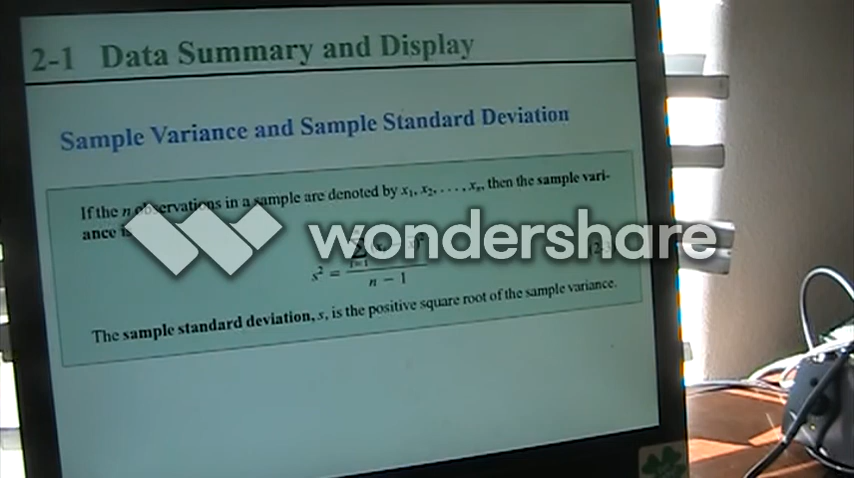 2-1 Data Summary and Display
Sample Variance and Sample Standard Deviation
If the n observations in a sample are denoted by x₁, x₂, . . . , xₙ, then the sample vari-
ance is
wondershare
s² =
n − 1
The sample standard deviation, s, is the positive square root of the sample variance.